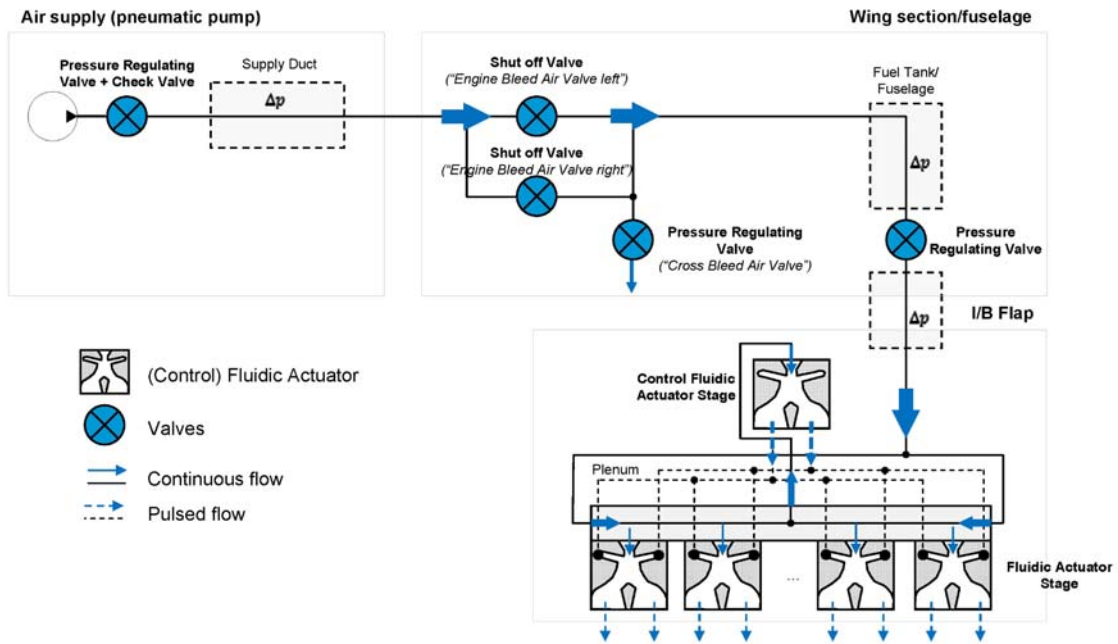 Air supply (pneumatic pump)
Wing section/fuselage
Pressure Regulating
Valve + Check Valve
Supply Duct
Δp
Shut off Valve
("Engine Bleed Air Valve left")
Shut off Valve
("Engine Bleed Air Valve right")
Pressure Regulating
Valve
("Cross Bleed Air Valve")
Fuel Tank/
Fuselage
Δp
Pressure
Regulating Valve
Δp
I/B Flap
Control Fluidic
Actuator Stage
Plenum
...
Fluidic Actuator
Stage
(Control) Fluidic Actuator
Valves
Continuous flow
Pulsed flow